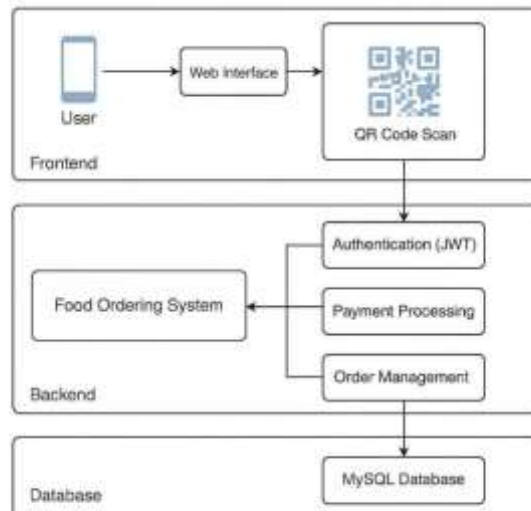 User
Web Interface
QR Code Scan
Frontend
Authentication (JWT)
Food Ordering System
Payment Processing
Order Management
Backend
MySQL Database
Database